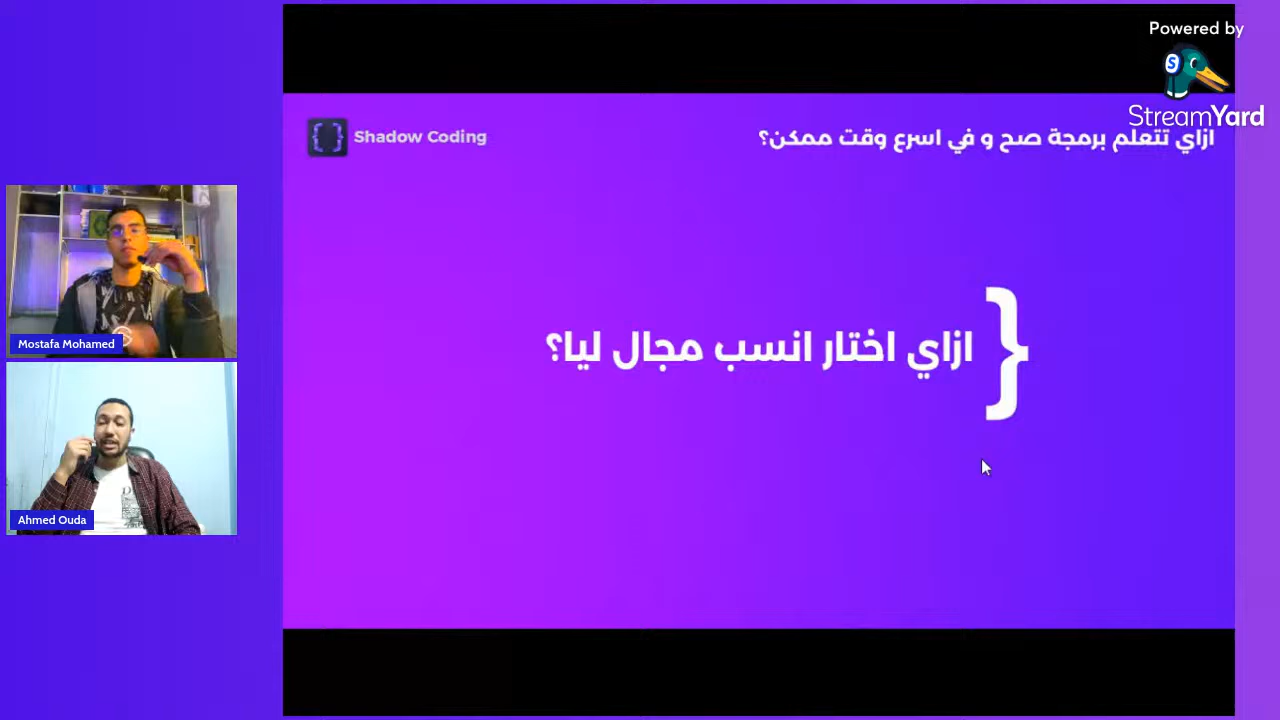 Powered by
StreamYard
Shadow Coding
ازاي تتعلم برمجة صح و في اسرع وقت ممكن؟
ازاي اختار انسب مجال ليا؟
{
Mostafa Mohamed
Ahmed Ouda